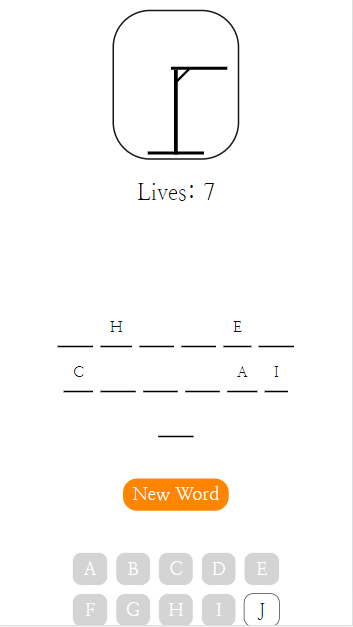 Lives: 7
H E
C A I
New Word
A B C D E
F G H I J